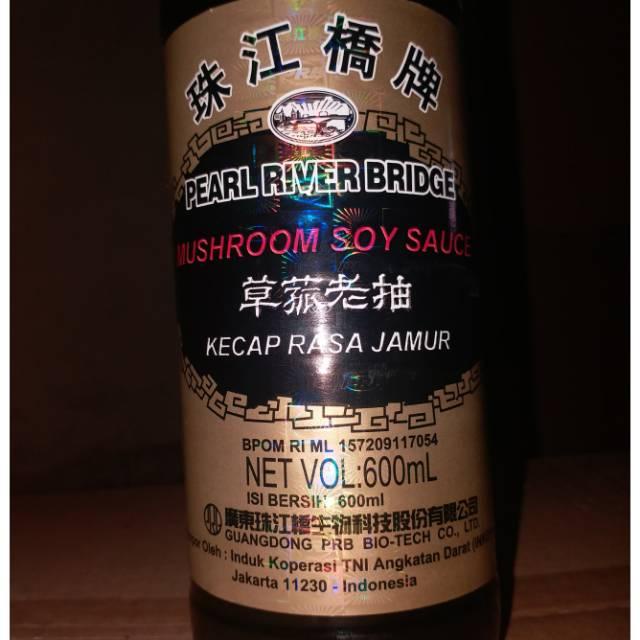 珠江橋牌
PEARL RIVER BRIDGE
MUSHROOM SOY SAUCE
草菰老抽
KECAP RASA JAMUR
BPOM RI ML 157209117054
NET VOL:600mL
ISI BERSIH 600ml
廣東珠江橋生物科技股份有限公司
GUANGDONG PRB BIO-TECH CO., LTD.
Oleh : Induk Koperasi TNI Angkatan Darat
Jakarta 11230 - Indonesia